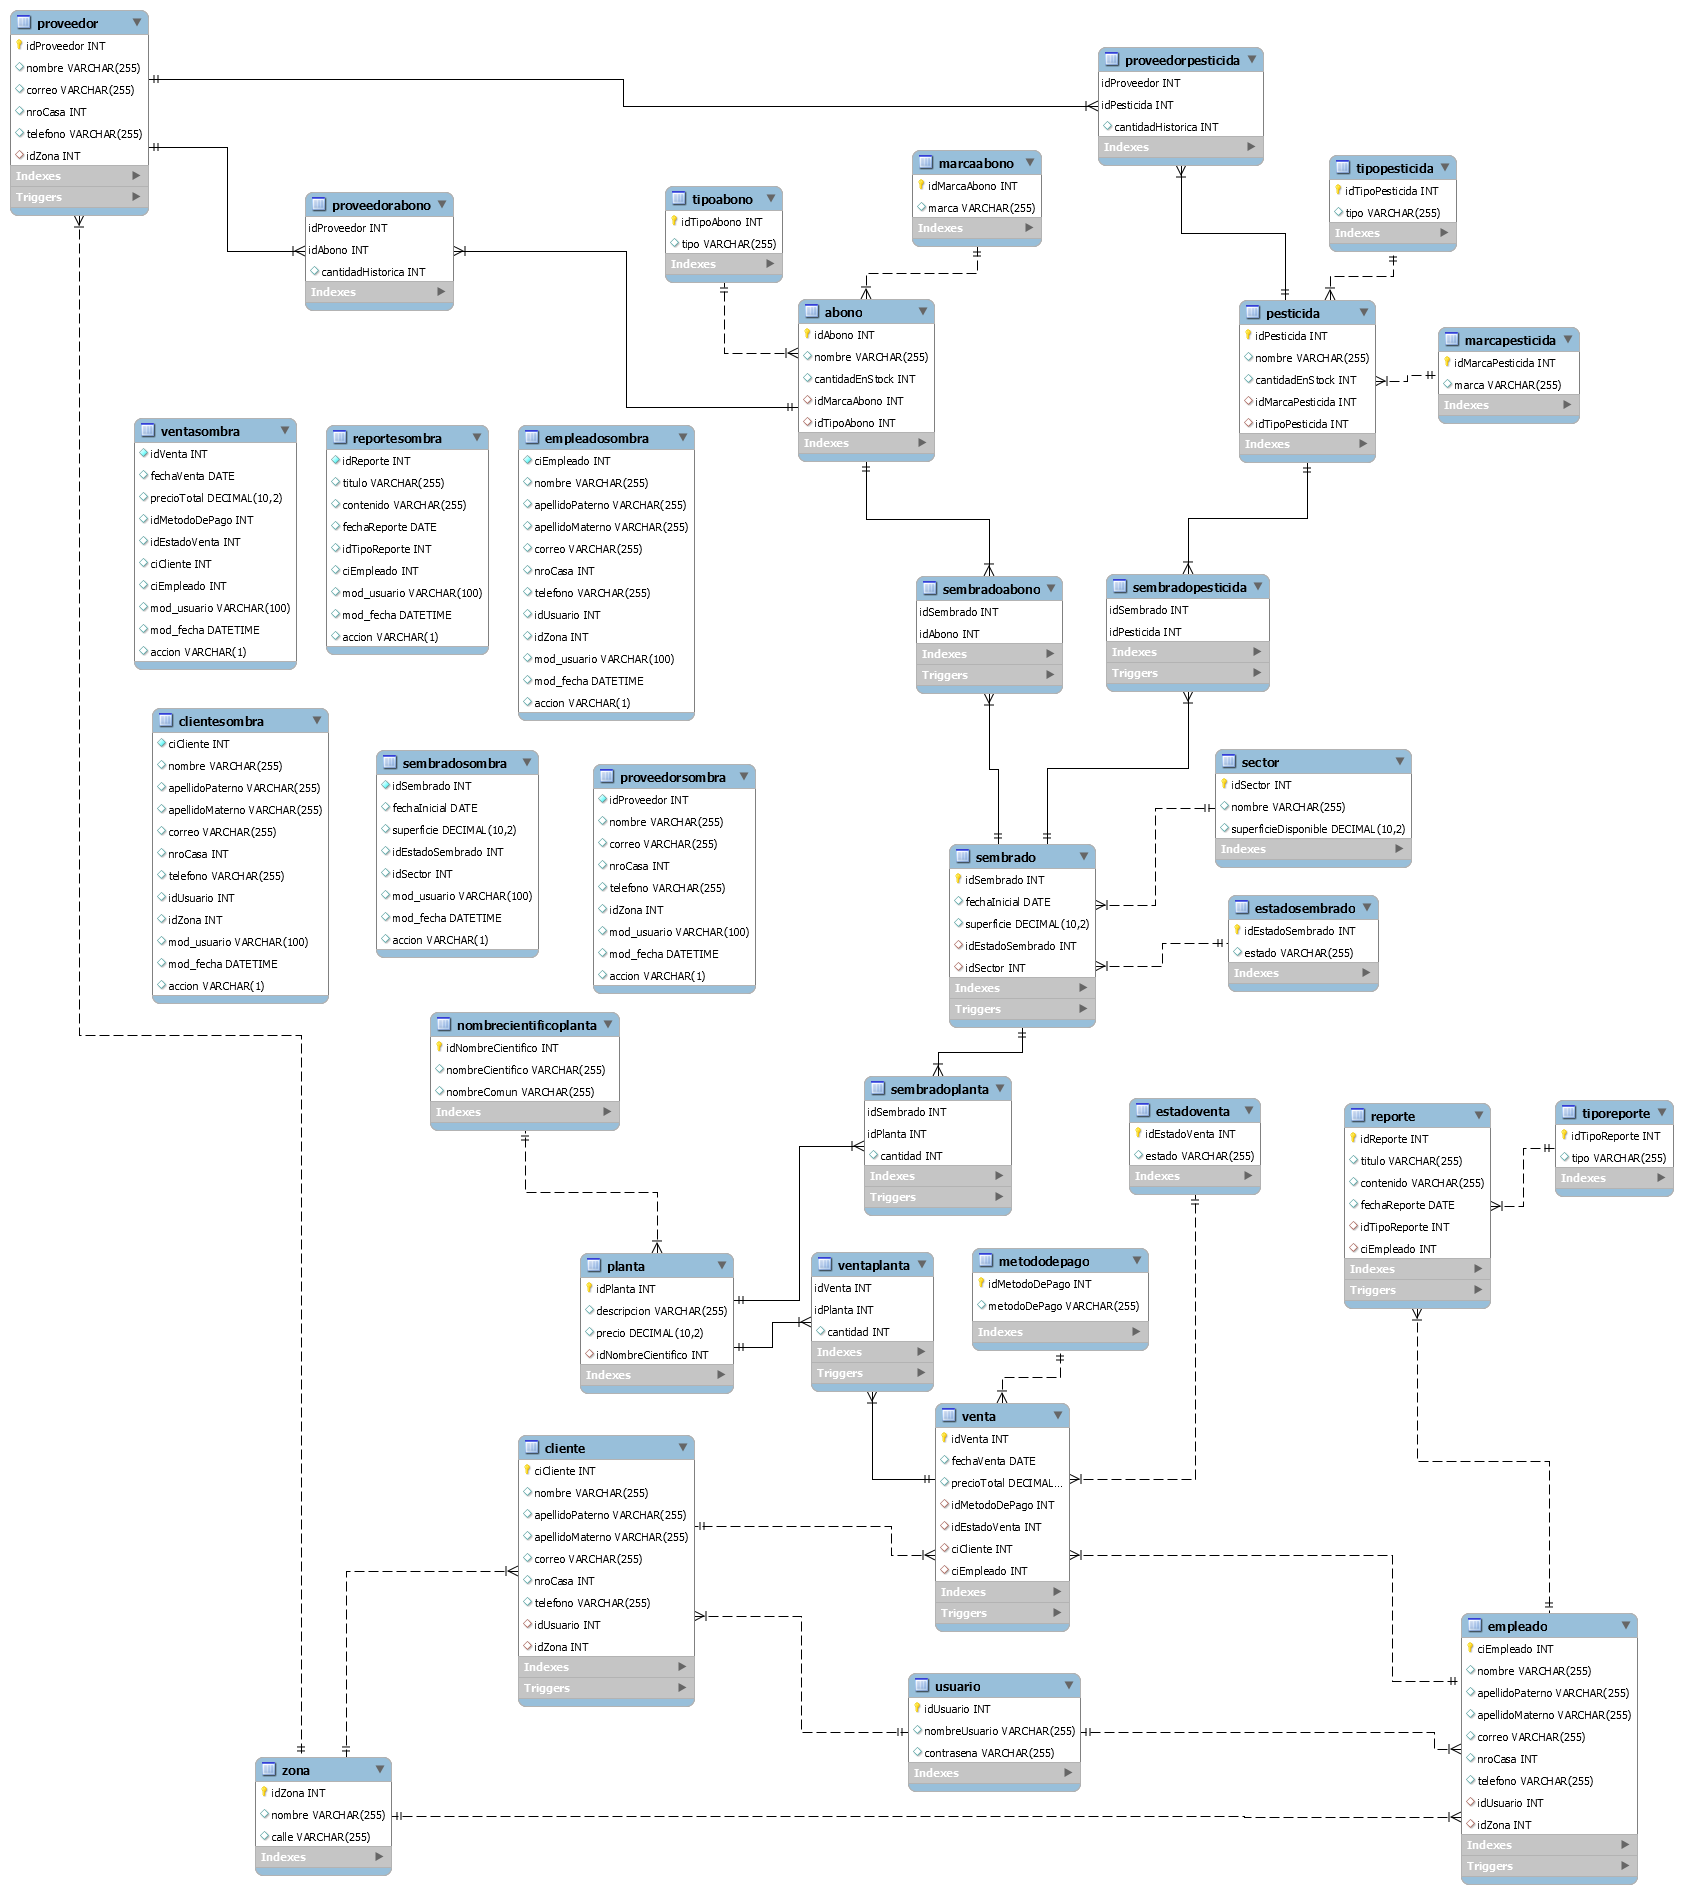 proveedor
idProveedor INT
nombre VARCHAR(255)
correo VARCHAR(255)
nroCasa INT
telefono VARCHAR(255)
idZona INT
Indexes
Triggers
proveedorpesticida
idProveedor INT
idPesticida INT
cantidadHistorica INT
Indexes
proveedorabono
idProveedor INT
idAbono INT
cantidadHistorica INT
Indexes
tipoabono
idTipoAbono INT
tipo VARCHAR(255)
Indexes
marcaabono
idMarcaAbono INT
marca VARCHAR(255)
Indexes
tipopesticida
idTipoPesticida INT
tipo VARCHAR(255)
Indexes
abono
idAbono INT
nombre VARCHAR(255)
cantidadEnStock INT
idMarcaAbono INT
idTipoAbono INT
Indexes
pesticida
idPesticida INT
nombre VARCHAR(255)
cantidadEnStock INT
idMarcaPesticida INT
idTipoPesticida INT
Indexes
marcapesticida
idMarcaPesticida INT
marca VARCHAR(255)
Indexes
ventasombra
idVenta INT
fechaVenta DATE
precioTotal DECIMAL(10,2)
idMetodoDePago INT
idEstadoVenta INT
ciCliente INT
ciEmpleado INT
mod_usuario VARCHAR(100)
mod_fecha DATETIME
accion VARCHAR(1)
reportesombra
idReporte INT
titulo VARCHAR(255)
contenido VARCHAR(255)
fechaReporte DATE
idTipoReporte INT
ciEmpleado INT
mod_usuario VARCHAR(100)
mod_fecha DATETIME
accion VARCHAR(1)
empleadosombra
ciEmpleado INT
nombre VARCHAR(255)
apellidoPaterno VARCHAR(255)
apellidoMaterno VARCHAR(255)
correo VARCHAR(255)
nroCasa INT
telefono VARCHAR(255)
idUsuario INT
idZona INT
mod_usuario VARCHAR(100)
mod_fecha DATETIME
accion VARCHAR(1)
sembradoabono
idSembrado INT
idAbono INT
Indexes
Triggers
sembradopesticida
idSembrado INT
idPesticida INT
Indexes
Triggers
clientesombra
ciCliente INT
nombre VARCHAR(255)
apellidoPaterno VARCHAR(255)
apellidoMaterno VARCHAR(255)
correo VARCHAR(255)
nroCasa INT
telefono VARCHAR(255)
idUsuario INT
idZona INT
mod_usuario VARCHAR(100)
mod_fecha DATETIME
accion VARCHAR(1)
sembradosombra
idSembrado INT
fechaInicial DATE
superficie DECIMAL(10,2)
idEstadoSembrado INT
idSector INT
mod_usuario VARCHAR(100)
mod_fecha DATETIME
accion VARCHAR(1)
proveedorsombra
idProveedor INT
nombre VARCHAR(255)
correo VARCHAR(255)
nroCasa INT
telefono VARCHAR(255)
idZona INT
mod_usuario VARCHAR(100)
mod_fecha DATETIME
accion VARCHAR(1)
sector
idSector INT
nombre VARCHAR(255)
superficieDisponible DECIMAL(10,2)
Indexes
sembrado
idSembrado INT
fechaInicial DATE
superficie DECIMAL(10,2)
idEstadoSembrado INT
idSector INT
Indexes
Triggers
estadosembrado
idEstadoSembrado INT
estado VARCHAR(255)
Indexes
nombrecientificoplanta
idNombreCientifico INT
nombreCientifico VARCHAR(255)
nombreComun VARCHAR(255)
Indexes
sembradoplanta
idSembrado INT
idPlanta INT
cantidad INT
Indexes
Triggers
estadoventa
idEstadoVenta INT
estado VARCHAR(255)
Indexes
reporte
idReporte INT
titulo VARCHAR(255)
contenido VARCHAR(255)
fechaReporte DATE
idTipoReporte INT
ciEmpleado INT
Indexes
Triggers
tiporeporte
idTipoReporte INT
tipo VARCHAR(255)
Indexes
planta
idPlanta INT
descripcion VARCHAR(255)
precio DECIMAL(10,2)
idNombreCientifico INT
Indexes
ventaplanta
idVenta INT
idPlanta INT
cantidad INT
Indexes
Triggers
metododepago
idMetodoDePago INT
metodoDePago VARCHAR(255)
Indexes
venta
idVenta INT
fechaVenta DATE
precioTotal DECIMAL...
idMetodoDePago INT
idEstadoVenta INT
ciCliente INT
ciEmpleado INT
Indexes
Triggers
cliente
ciCliente INT
nombre VARCHAR(255)
apellidoPaterno VARCHAR(255)
apellidoMaterno VARCHAR(255)
correo VARCHAR(255)
nroCasa INT
telefono VARCHAR(255)
idUsuario INT
idZona INT
Indexes
Triggers
usuario
idUsuario INT
nombreUsuario VARCHAR(255)
contrasena VARCHAR(255)
Indexes
empleado
ciEmpleado INT
nombre VARCHAR(255)
apellidoPaterno VARCHAR(255)
apellidoMaterno VARCHAR(255)
correo VARCHAR(255)
nroCasa INT
telefono VARCHAR(255)
idUsuario INT
idZona INT
Indexes
Triggers
zona
idZona INT
nombre VARCHAR(255)
calle VARCHAR(255)
Indexes